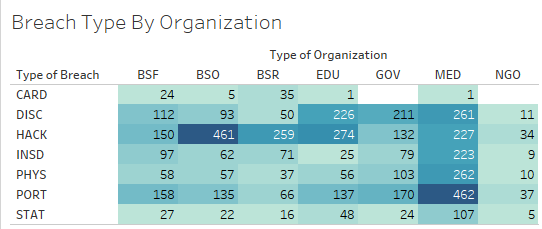 Breach Type By Organization
Type of Organization
Type of Breach BSF BSO BSR EDU GOV MED NGO
CARD 24 5 35 1 1
DISC 112 93 50 226 211 261 11
HACK 150 461 259 274 132 227 34
INSD 97 62 71 25 79 223 9
PHYS 58 57 37 56 103 262 10
PORT 158 135 66 137 170 462 37
STAT 27 22 16 48 24 107 5